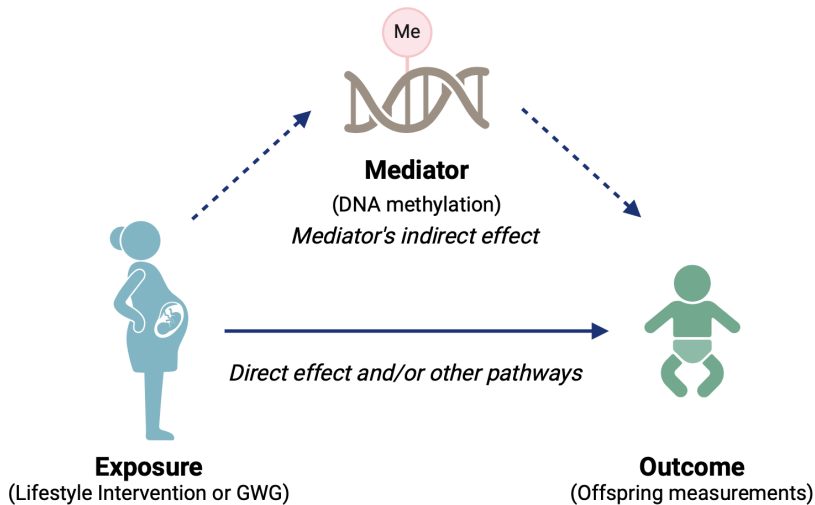 Me
Mediator
(DNA methylation)
Mediator's indirect effect
Direct effect and/or other pathways
Exposure
(Lifestyle Intervention or GWG)
Outcome
(Offspring measurements)